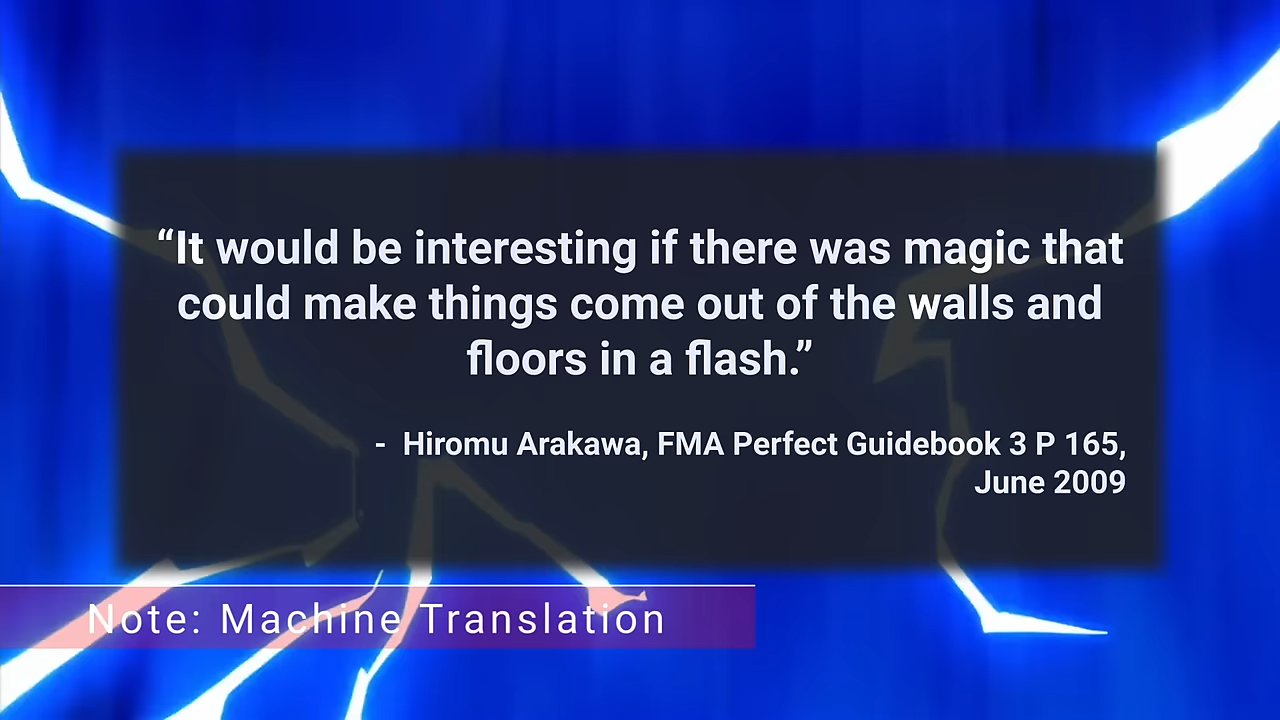 “It would be interesting if there was magic that
could make things come out of the walls and
floors in a flash.”
- Hiromu Arakawa, FMA Perfect Guidebook 3 P 165,
June 2009
Note: Machine Translation